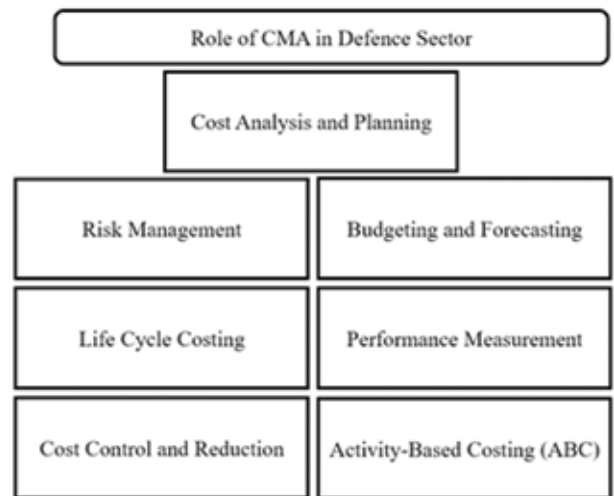 Role of CMA in Defence Sector
Cost Analysis and Planning
Risk Management
Budgeting and Forecasting
Life Cycle Costing
Performance Measurement
Cost Control and Reduction
Activity-Based Costing (ABC)